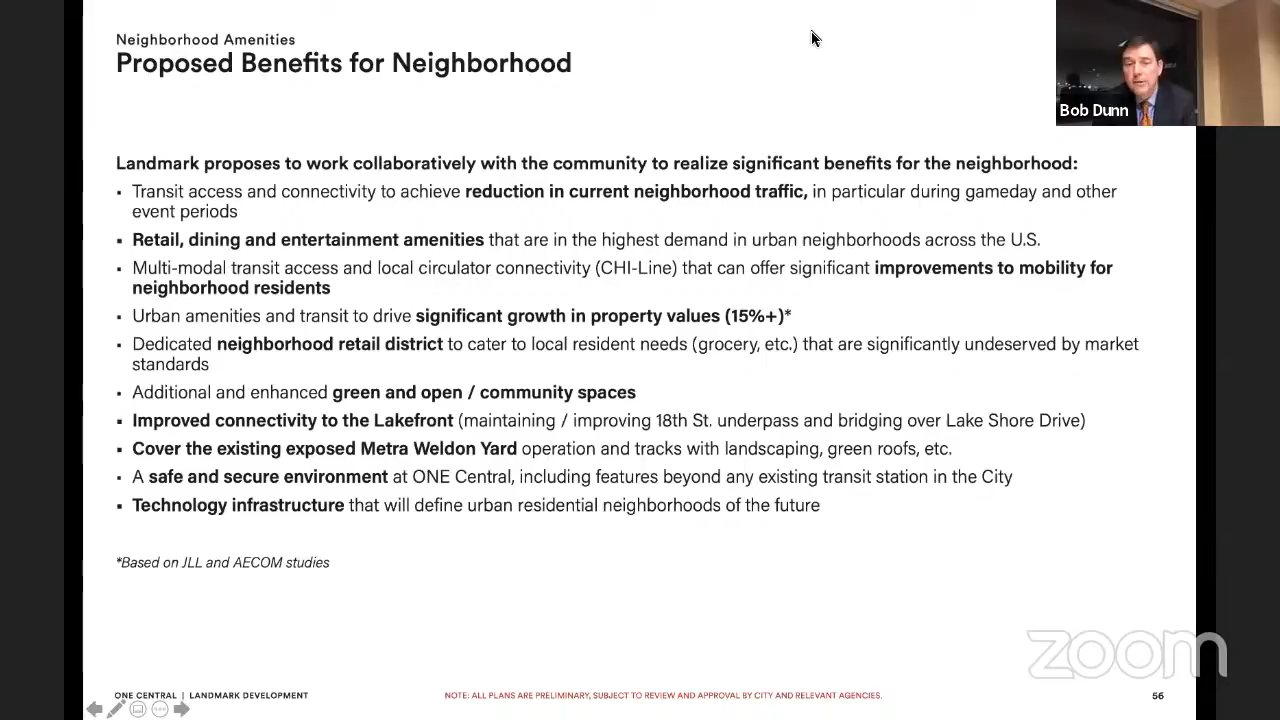 Neighborhood Amenities
Proposed Benefits for Neighborhood
Bob Dunn
Landmark proposes to work collaboratively with the community to realize significant benefits for the neighborhood:
▪ Transit access and connectivity to achieve reduction in current neighborhood traffic, in particular during gameday and other
event periods
▪ Retail, dining and entertainment amenities that are in the highest demand in urban neighborhoods across the U.S.
▪ Multi-modal transit access and local circulator connectivity (CHI-Line) that can offer significant improvements to mobility for
neighborhood residents
▪ Urban amenities and transit to drive significant growth in property values (15%+)*
▪ Dedicated neighborhood retail district to cater to local resident needs (grocery, etc.) that are significantly undeserved by market
standards
▪ Additional and enhanced green and open / community spaces
▪ Improved connectivity to the Lakefront (maintaining / improving 18th St. underpass and bridging over Lake Shore Drive)
▪ Cover the existing exposed Metra Weldon Yard operation and tracks with landscaping, green roofs, etc.
▪ A safe and secure environment at ONE Central, including features beyond any existing transit station in the City
▪ Technology infrastructure that will define urban residential neighborhoods of the future
*Based on JLL and AECOM studies
zoom
ONE CENTRAL | LANDMARK DEVELOPMENT
NOTE: ALL PLANS ARE PRELIMINARY, SUBJECT TO REVIEW AND APPROVAL BY CITY AND RELEVANT AGENCIES.
56